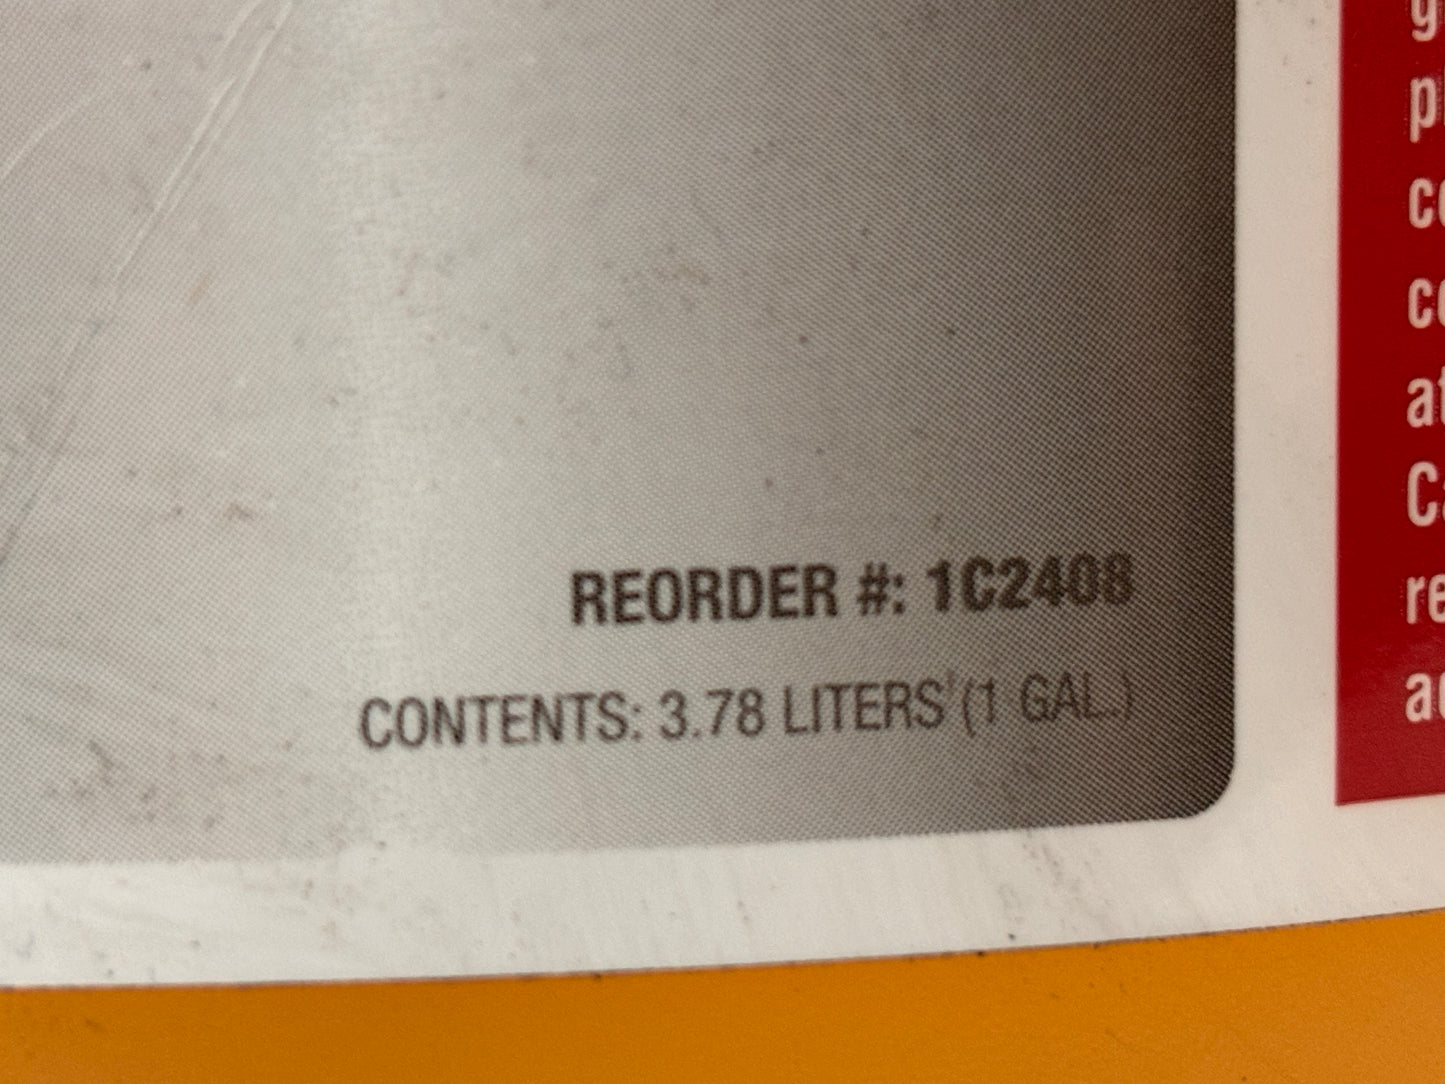 REORDER #: 1C2408
CONTENTS: 3.78 LITERS (1 GAL.)